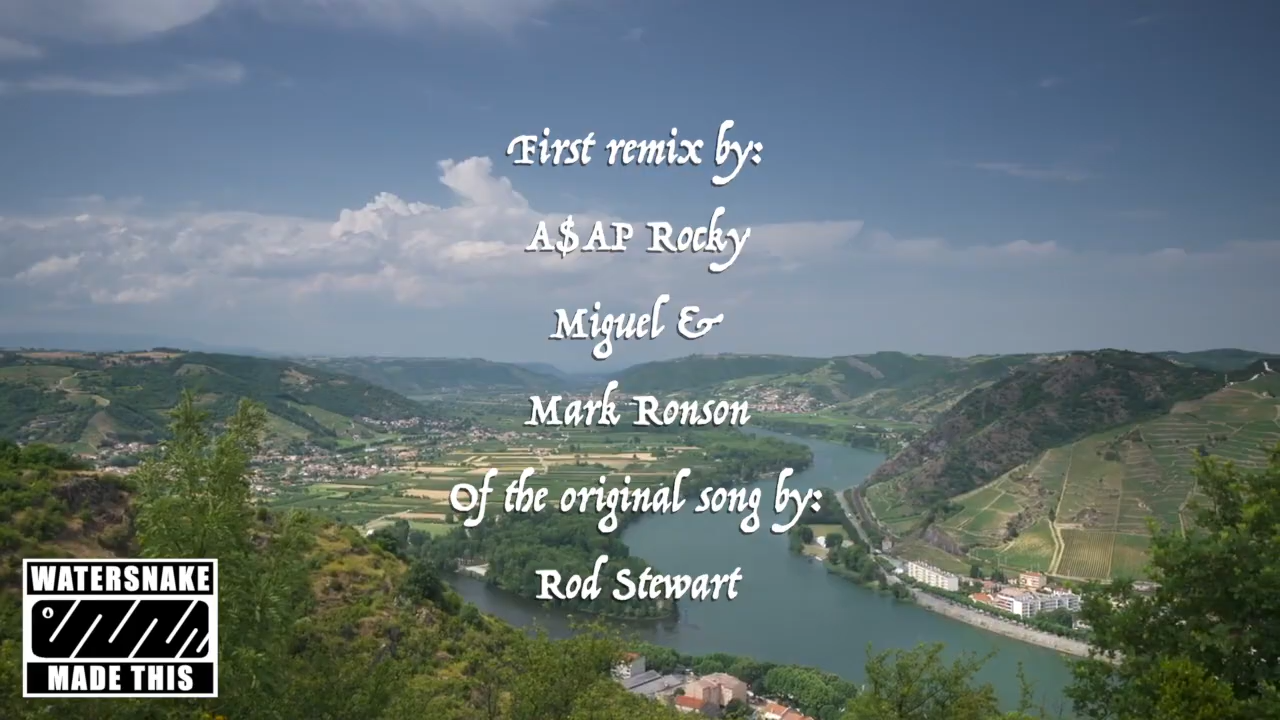 First remix by:
A$AP Rocky
Miguel &
Mark Ronson
Of the original song by:
Rod Stewart
WATERSNAKE
MADE THIS